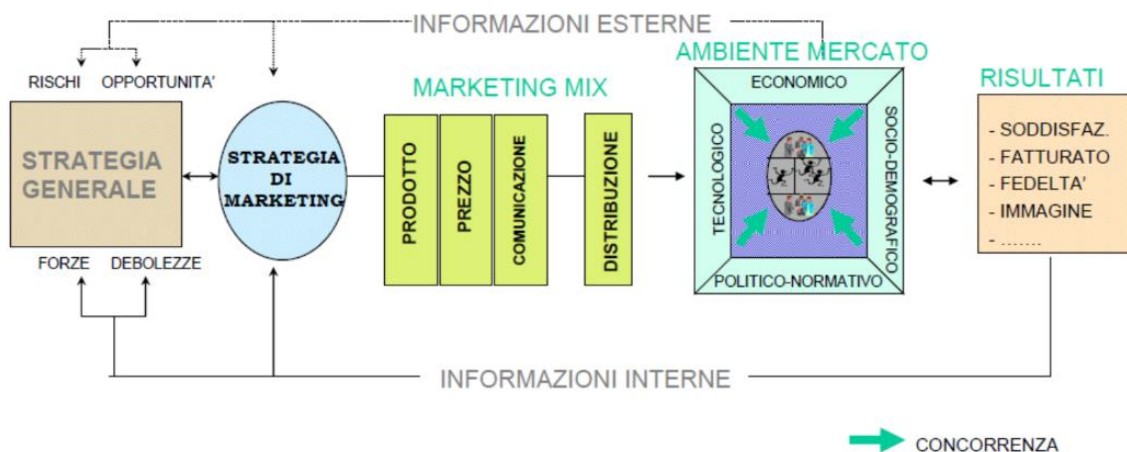 INFORMAZIONI ESTERNE
RISCHI OPPORTUNITA'
STRATEGIA
GENERALE
FORZE DEBOLEZZE
STRATEGIA
DI
MARKETING
MARKETING MIX
PRODOTTO
PREZZO
COMUNICAZIONE
DISTRIBUZIONE
AMBIENTE MERCATO
ECONOMICO
TECNOLOGICO
SOCIO-DEMOGRAFICO
POLITICO-NORMATIVO
RISULTATI
- SODDISFAZ.
- FATTURATO
- FEDELTA'
- IMMAGINE
- .......
INFORMAZIONI INTERNE
CONCORRENZA